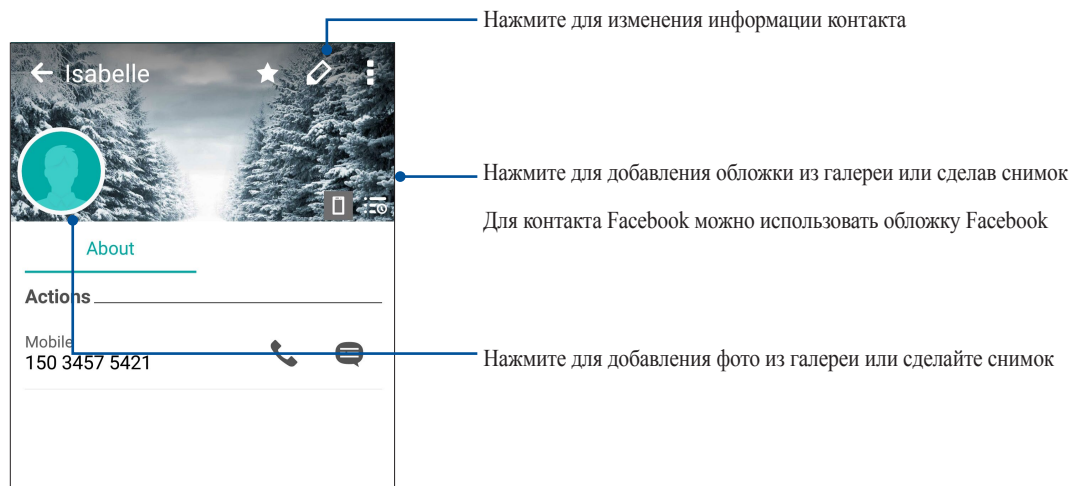 Нажмите для изменения информации контакта
Isabelle
Нажмите для добавления обложки из галереи или сделав снимок
Для контакта Facebook можно использовать обложку Facebook
About
Actions
Mobile
150 3457 5421
Нажмите для добавления фото из галереи или сделайте снимок